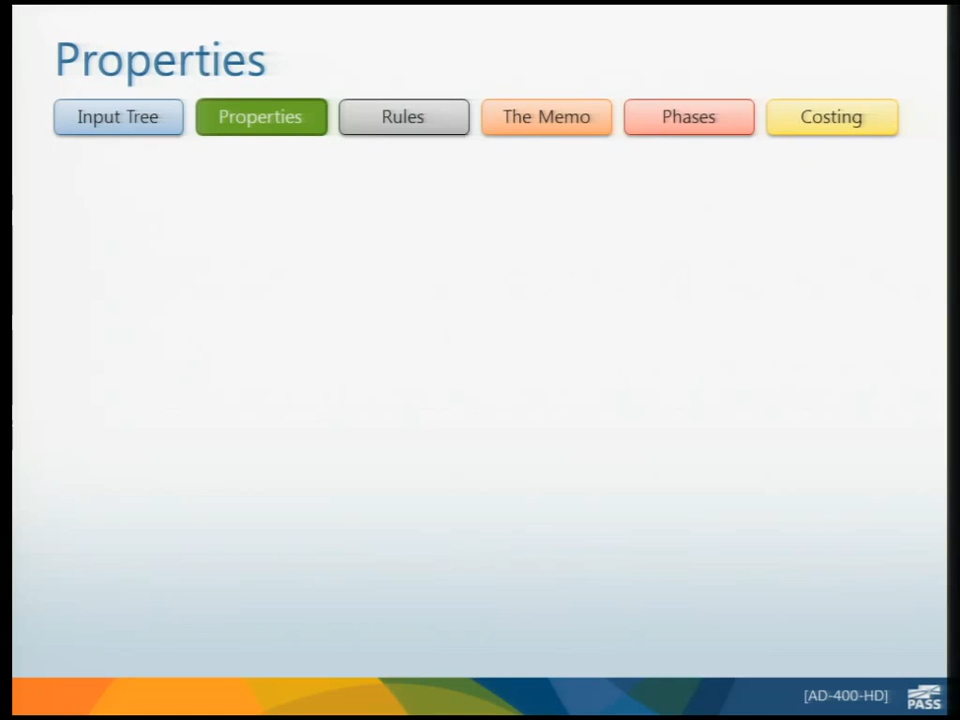 Properties
Input Tree Properties Rules The Memo Phases Costing
[AD-400-HD] PASS